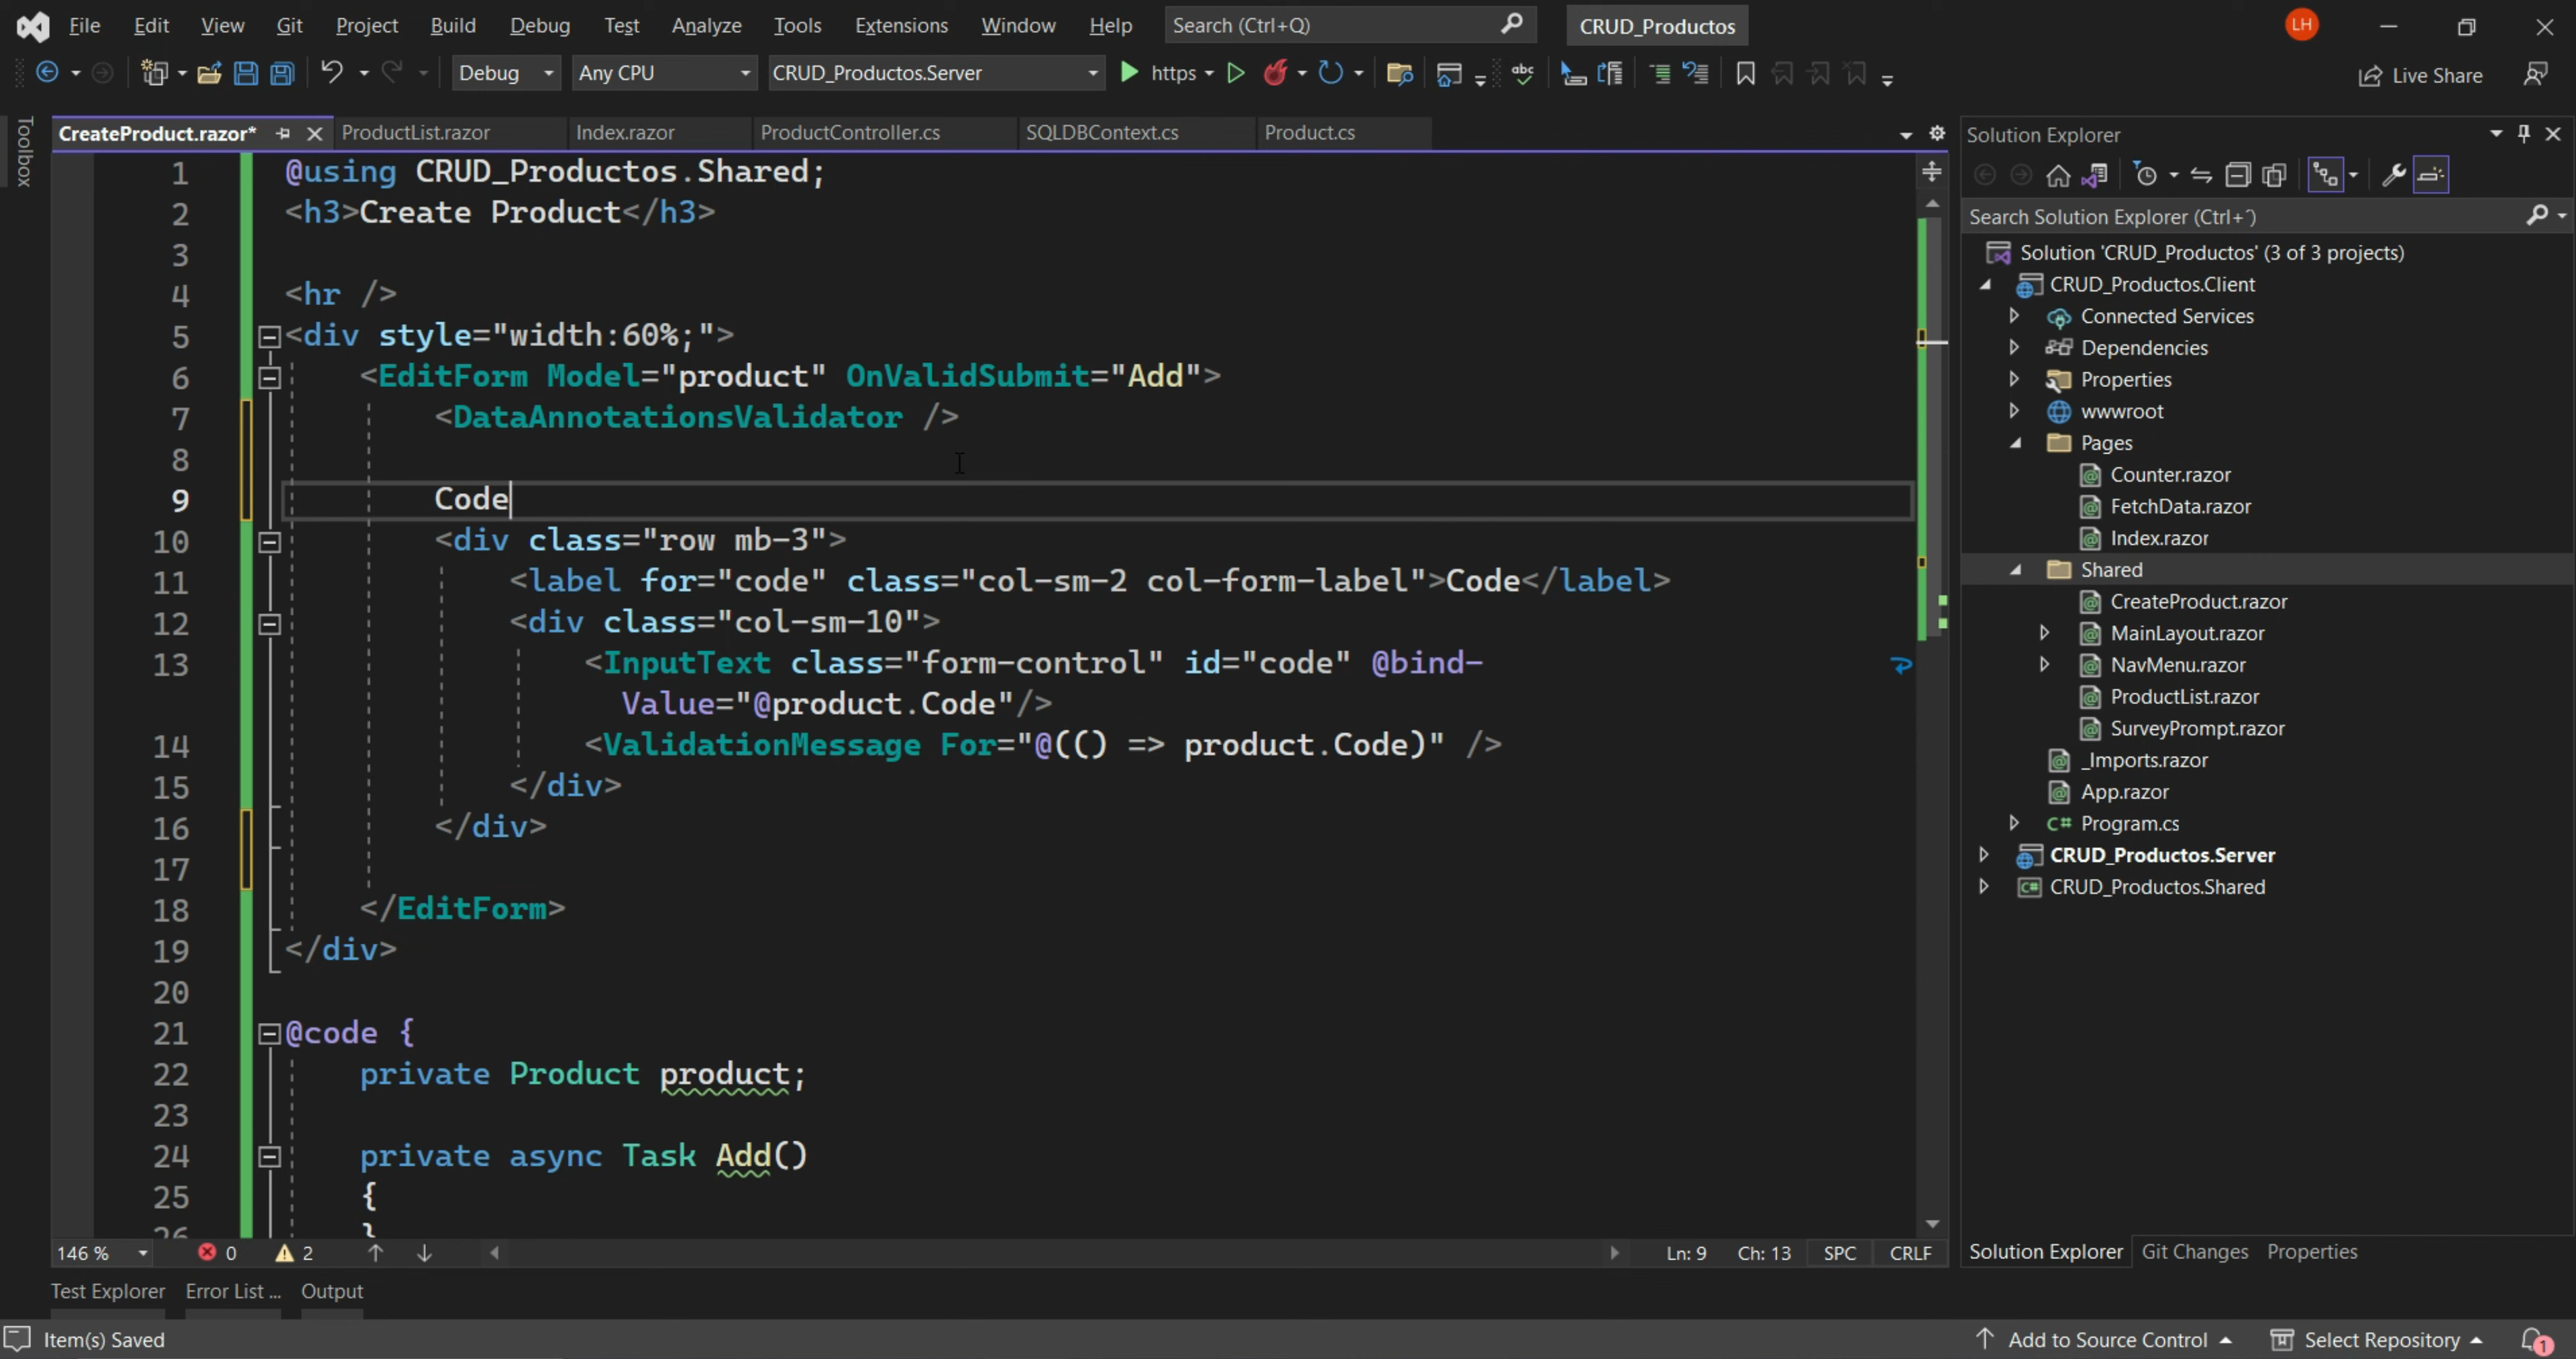 File Edit View Git Project Build Debug Test Analyze Tools Extensions Window Help Search (Ctrl+Q) CRUD_Productos LH
Debug Any CPU CRUD_Productos.Server https abc Live Share
Toolbox
CreateProduct.razor* ProductList.razor Index.razor ProductController.cs SQLDBContext.cs Product.cs
1 @using CRUD_Productos.Shared;
2 <h3>Create Product</h3>
3
4 <hr />
5 <div style="width:60%;">
6 <EditForm Model="product" OnValidSubmit="Add">
7 <DataAnnotationsValidator />
8
9 Code
10 <div class="row mb-3">
11 <label for="code" class="col-sm-2 col-form-label">Code</label>
12 <div class="col-sm-10">
13 <InputText class="form-control" id="code" @bind-
Value="@product.Code"/>
14 <ValidationMessage For="@(() => product.Code)" />
15 </div>
16 </div>
17
18 </EditForm>
19 </div>
20
21 @code {
22 private Product product;
23
24 private async Task Add()
25 {
26 }
146 % 0 2 Ln: 9 Ch: 13 SPC CRLF
Test Explorer Error List ... Output
Solution Explorer
Search Solution Explorer (Ctrl+´)
Solution 'CRUD_Productos' (3 of 3 projects)
CRUD_Productos.Client
Connected Services
Dependencies
Properties
wwwroot
Pages
Counter.razor
FetchData.razor
Index.razor
Shared
CreateProduct.razor
MainLayout.razor
NavMenu.razor
ProductList.razor
SurveyPrompt.razor
_Imports.razor
App.razor
C# Program.cs
CRUD_Productos.Server
C# CRUD_Productos.Shared
Solution Explorer Git Changes Properties
Item(s) Saved Add to Source Control Select Repository 1